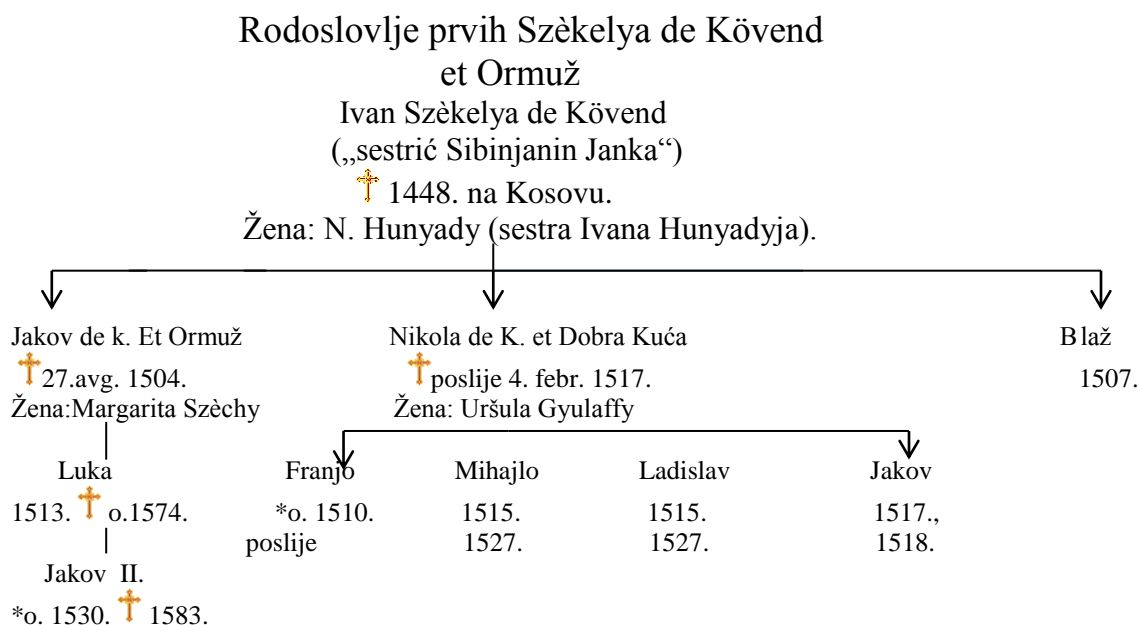 Rodoslovlje prvih Szèkelya de Kövend
et Ormuž
Ivan Szèkelya de Kövend
(„sestrić Sibinjanin Janka“)
1448. na Kosovu.
Žena: N. Hunyady (sestra Ivana Hunyadyja).
Jakov de k. Et Ormuž
27.avg. 1504.
Žena:Margarita Szèchy
Nikola de K. et Dobra Kuća
poslije 4. febr. 1517.
Žena: Uršula Gyulaffy
Blaž
1507.
Luka
1513. o.1574.
Jakov II.
*o. 1530. 1583.
Franjo
*o. 1510.
poslije
Mihajlo
1515.
1527.
Ladislav
1515.
1527.
Jakov
1517.,
1518.